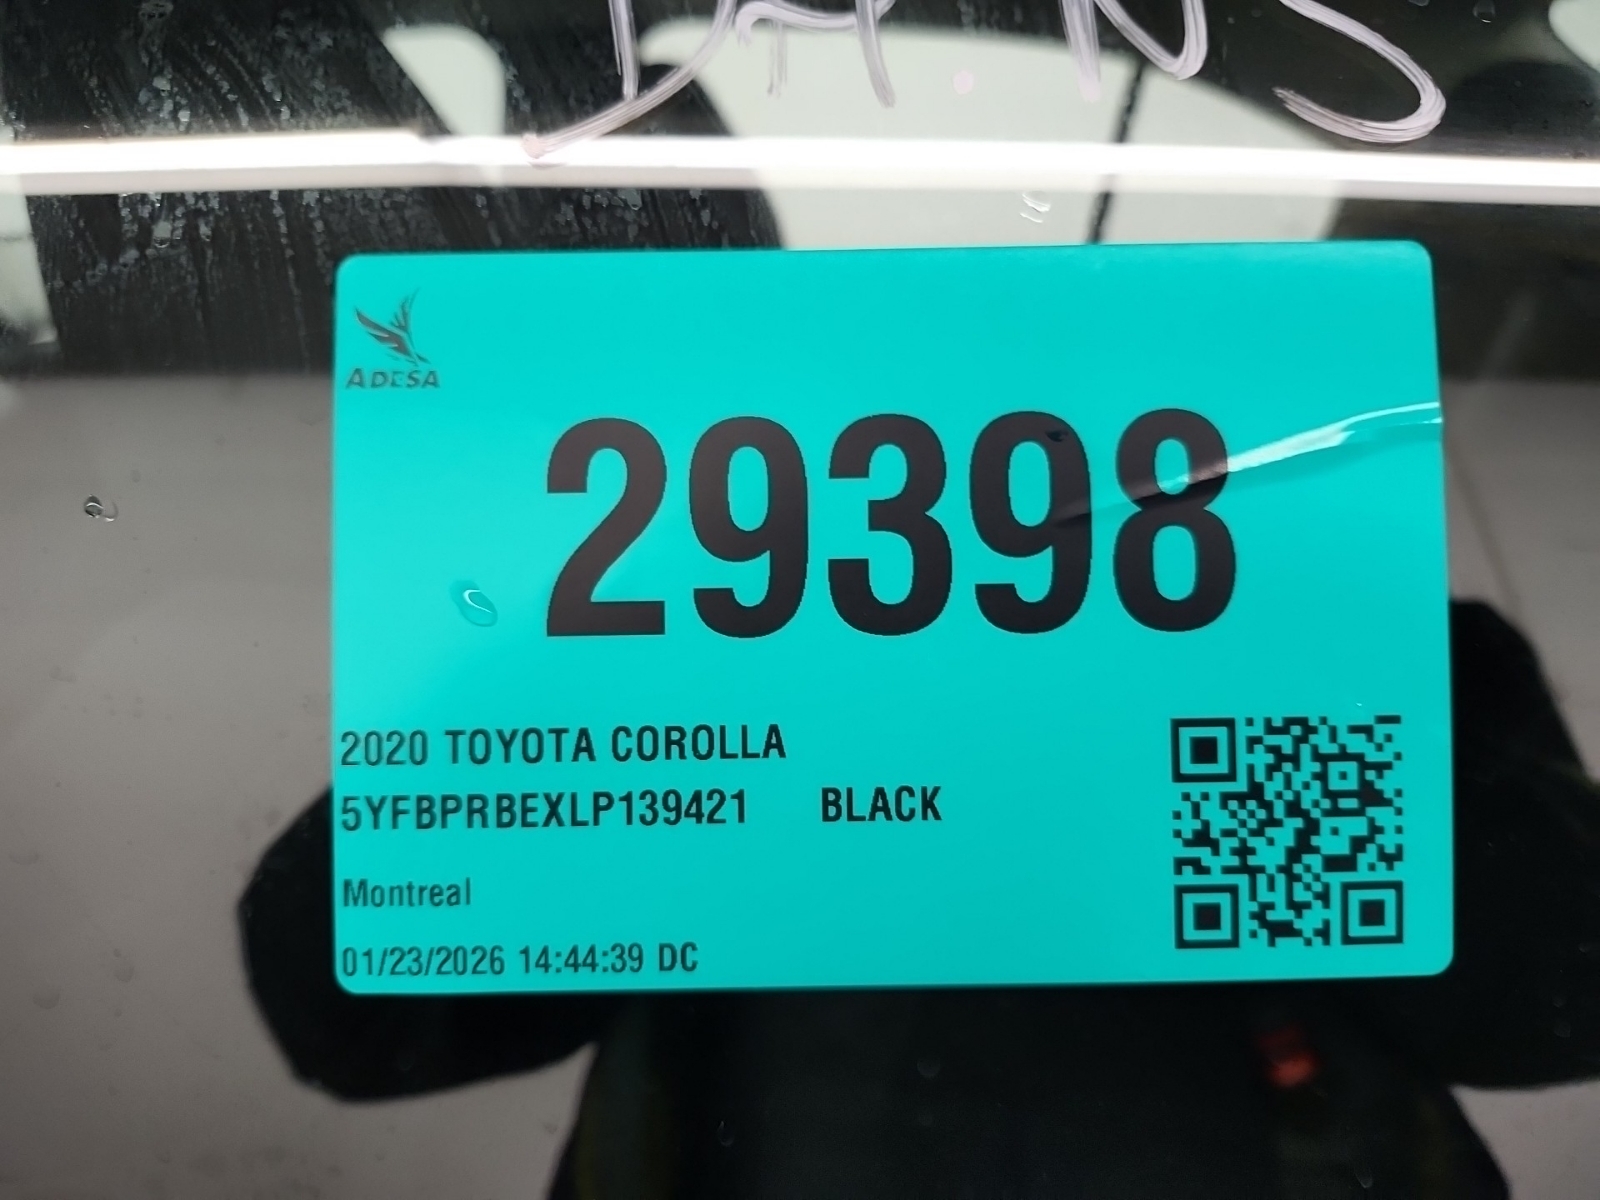 ADESA
29398
2020 TOYOTA COROLLA
5YFBPRBEXLP139421 BLACK
Montreal
01/23/2026 14:44:39 DC